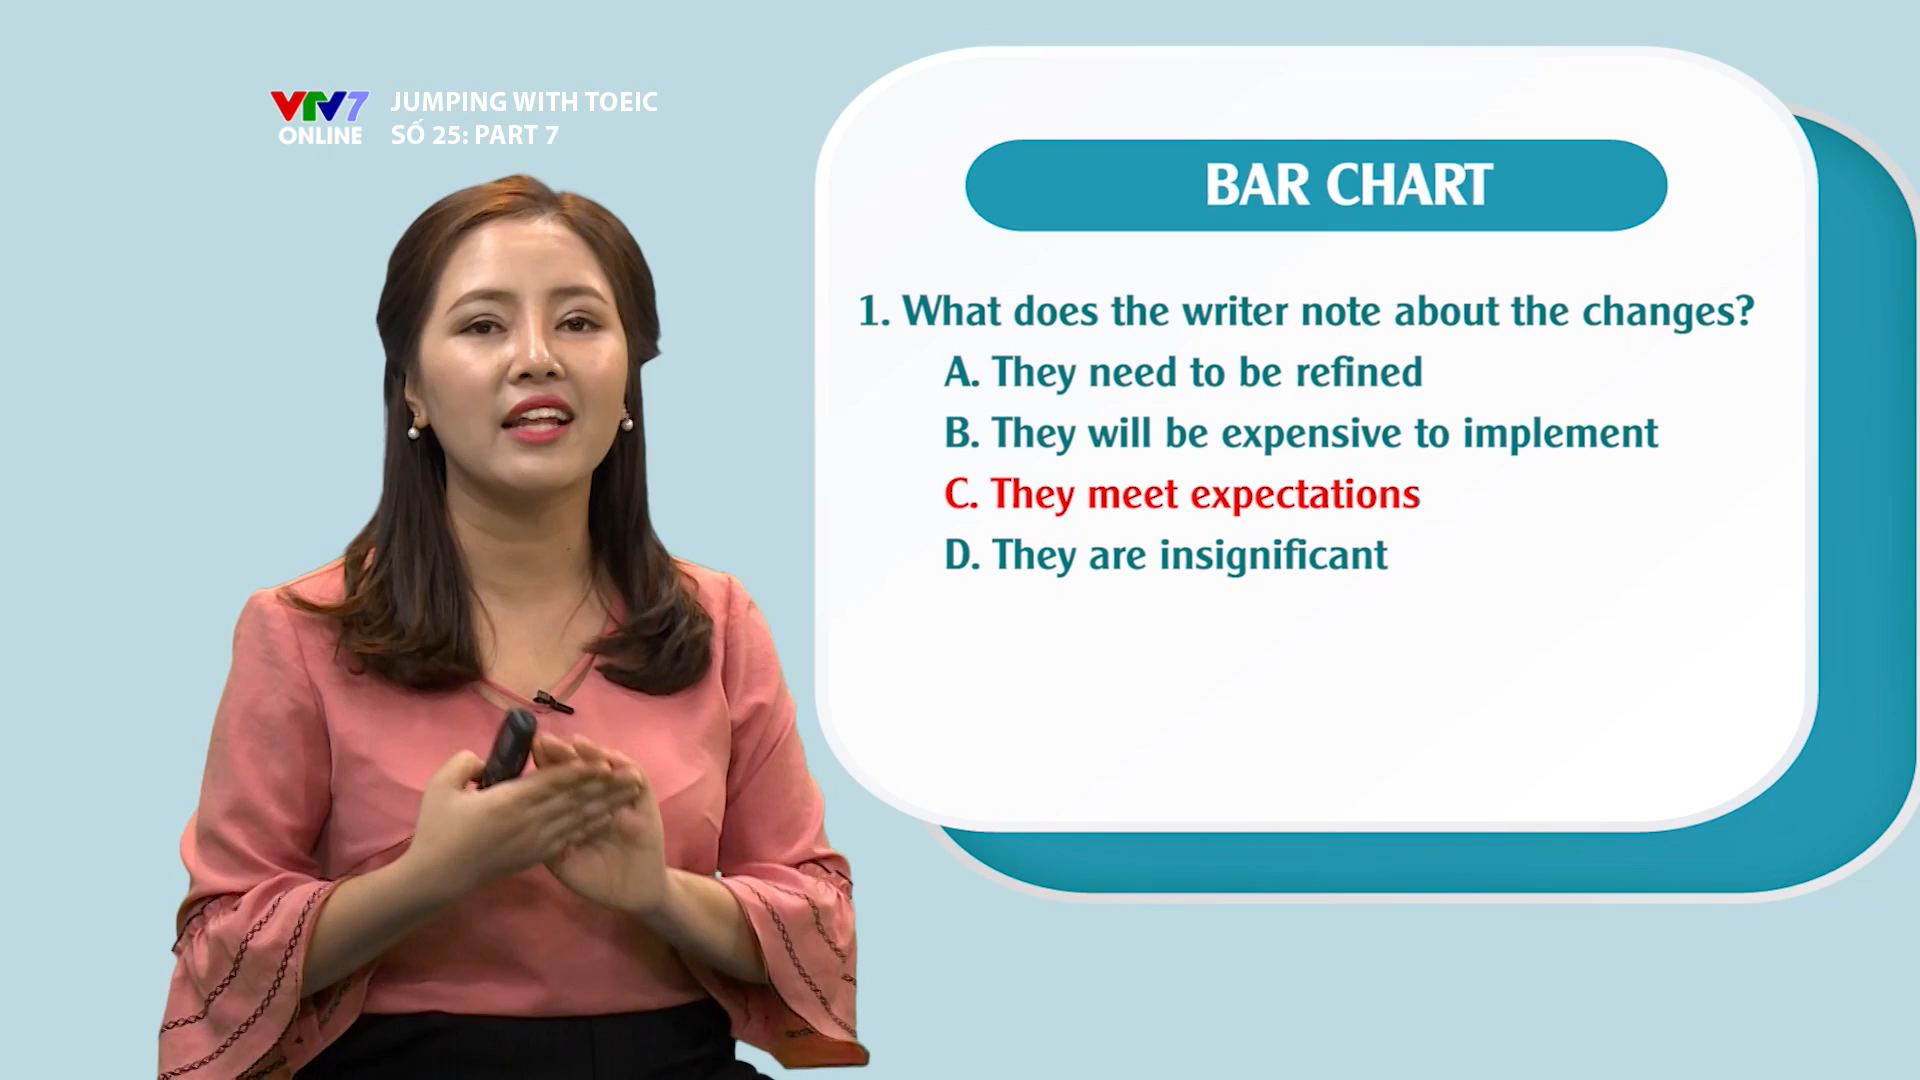 VTV7
ONLINE
JUMPING WITH TOEIC
SỐ 25: PART 7
BAR CHART
1. What does the writer note about the changes?
A. They need to be refined
B. They will be expensive to implement
C. They meet expectations
D. They are insignificant